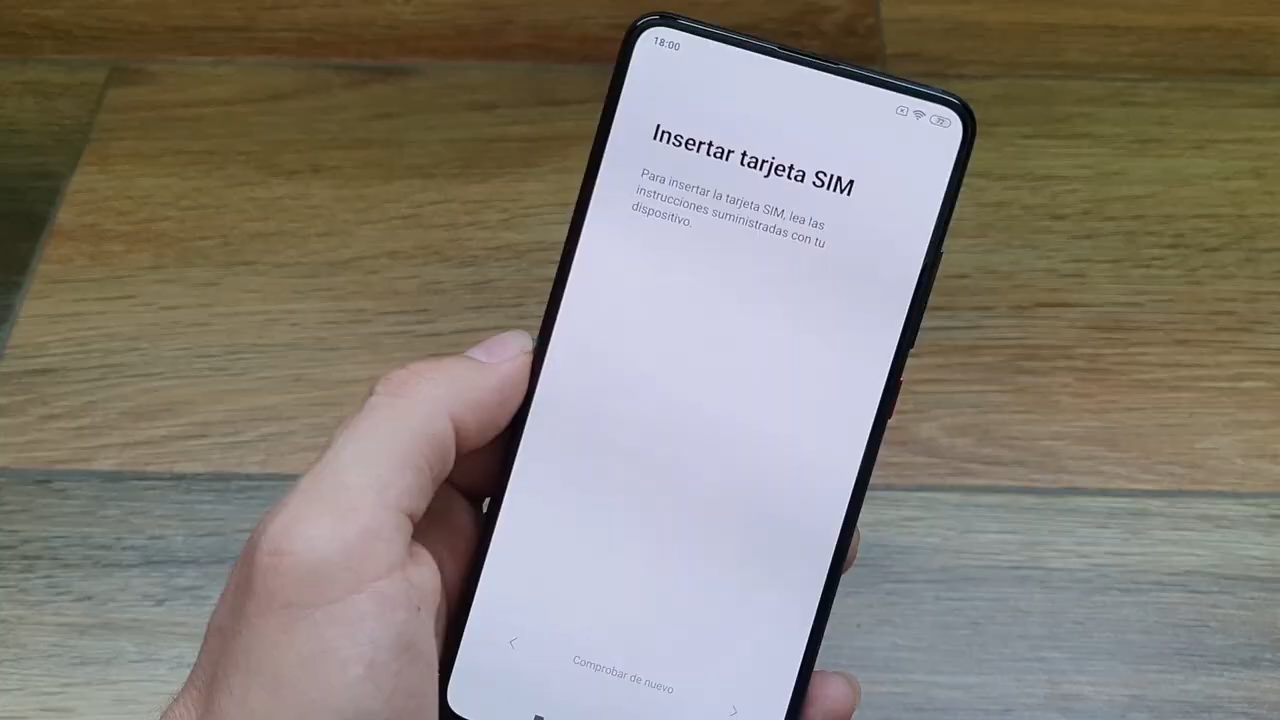 18:00
72
Insertar tarjeta SIM
Para insertar la tarjeta SIM, lea las
instrucciones suministradas con tu
dispositivo.
Comprobar de nuevo